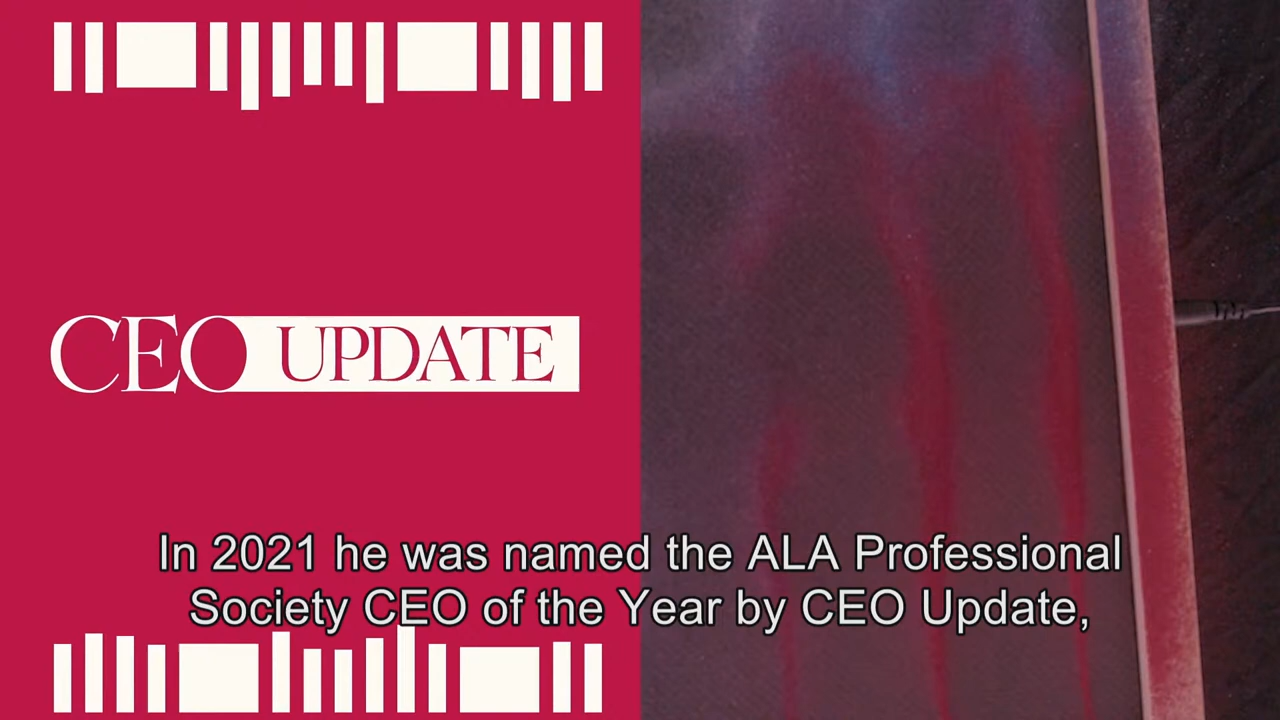 CEO UPDATE
In 2021 he was named the ALA Professional
Society CEO of the Year by CEO Update,